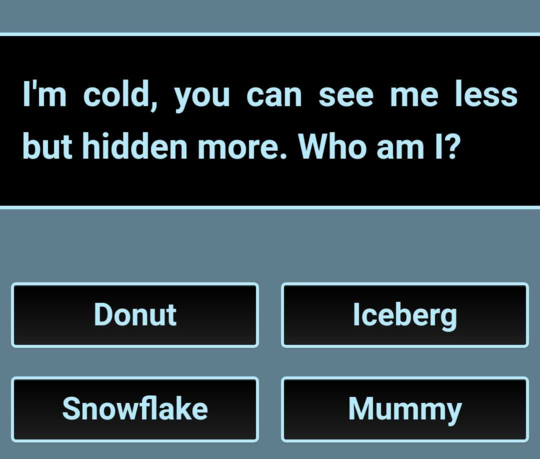 I'm cold, you can see me less
but hidden more. Who am I?
Donut
Iceberg
Snowflake
Mummy